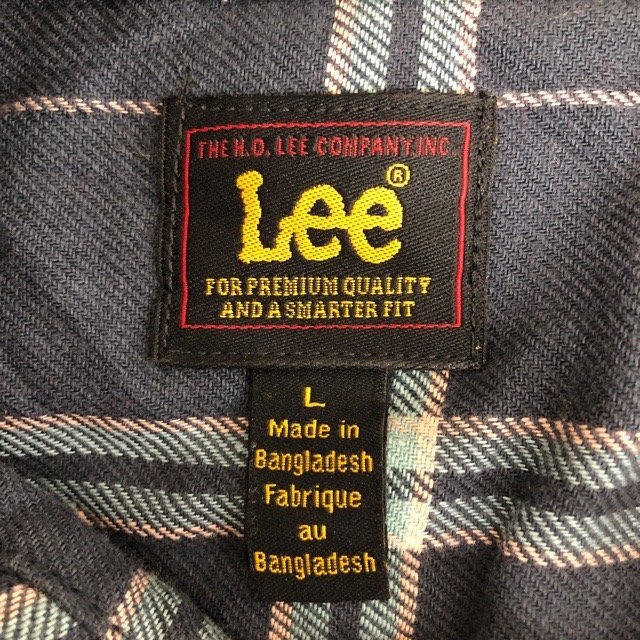 THE H.D. LEE COMPANY, INC.
Lee®
FOR PREMIUM QUALITY
AND A SMARTER FIT
L
Made in
Bangladesh
Fabrique
au
Bangladesh